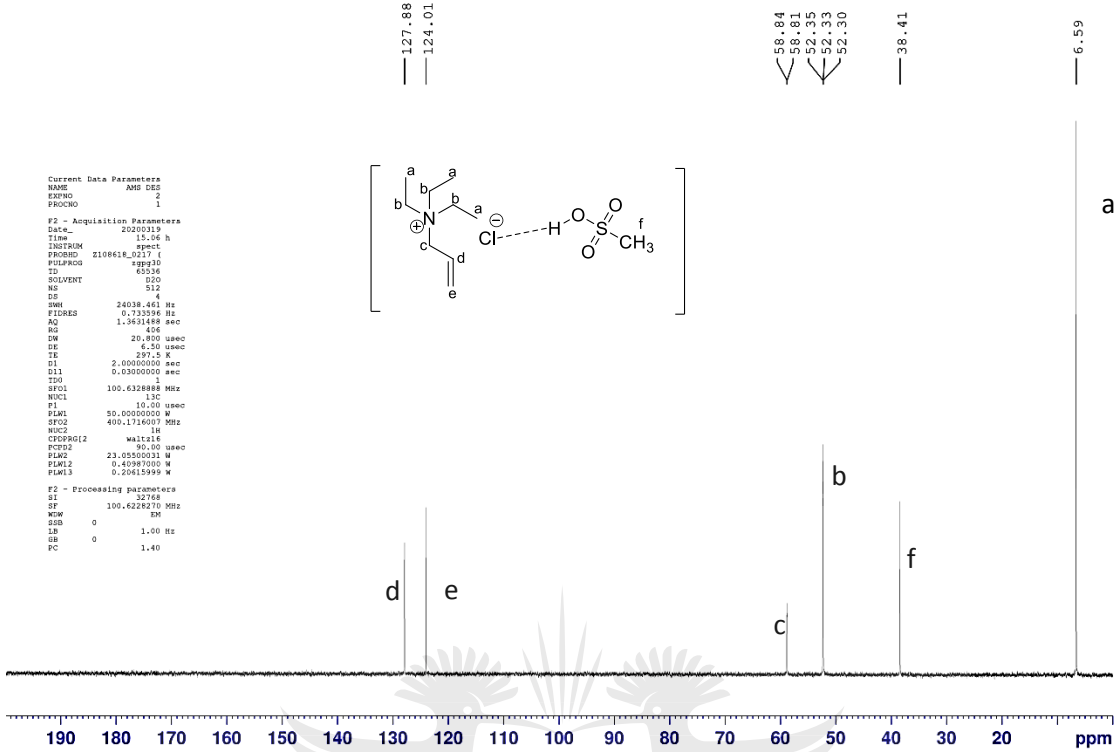 127.88
124.01
58.84
58.81
52.35
52.33
52.30
38.41
6.59
Current Data Parameters
NAME AMS DES
EXPNO 2
PROCNO 1
F2 - Acquisition Parameters
Date_ 20200319
Time 15.06 h
INSTRUM spect
PROBHD Z108618_0217 (
PULPROG zgpg30
TD 65536
SOLVENT D2O
NS 512
DS 4
SWH 24038.461 Hz
FIDRES 0.733596 Hz
AQ 1.3631488 sec
RG 406
DW 20.800 usec
DE 6.50 usec
TE 297.5 K
D1 2.00000000 sec
D11 0.03000000 sec
TD0 1
SFO1 100.6328888 MHz
NUC1 13C
P1 10.00 usec
PLW1 50.00000000 W
SFO2 400.1716007 MHz
NUC2 1H
CPDPRG[2 waltz16
PCPD2 90.00 usec
PLW2 23.05500031 W
PLW12 0.40987000 W
PLW13 0.20615999 W
F2 - Processing parameters
SI 32768
SF 100.6228270 MHz
WDW EM
SSB 0
LB 1.00 Hz
GB 0
PC 1.40
a a
b b
b N a
+ Cl − H O O
S f
O CH3
c d
e
a
b
f
d e
c
190 180 170 160 150 140 130 120 110 100 90 80 70 60 50 40 30 20 ppm